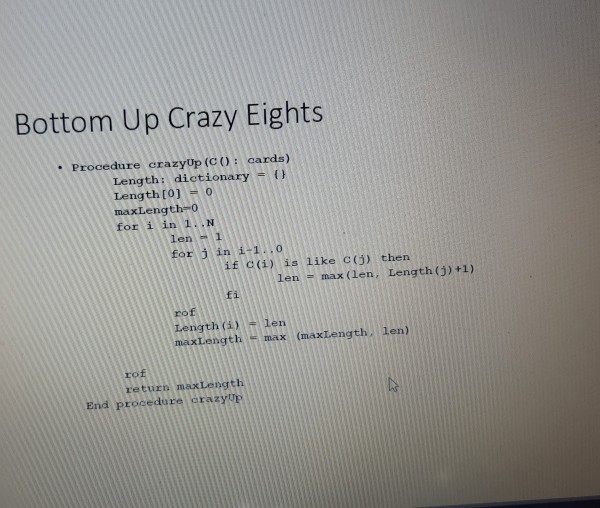 Bottom Up Crazy Eights
• Procedure crazyUp(C(): cards)
Length: dictionary = {}
Length[0] = 0
maxLength=0
for i in 1..N
len = 1
for j in i-1..0
if C(i) is like C(j) then
len = max(len, Length(j)+1)
fi
rof
Length(i) = len
maxLength = max (maxLength, len)
rof
return maxLength
End procedure crazyUp